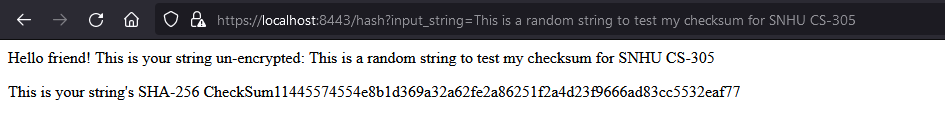 https://localhost:8443/hash?input_string=This is a random string to test my checksum for SNHU CS-305
Hello friend! This is your string un-encrypted: This is a random string to test my checksum for SNHU CS-305
This is your string's SHA-256 CheckSum11445574554e8b1d369a32a62fe2a86251f2a4d23f9666ad83cc5532eaf77